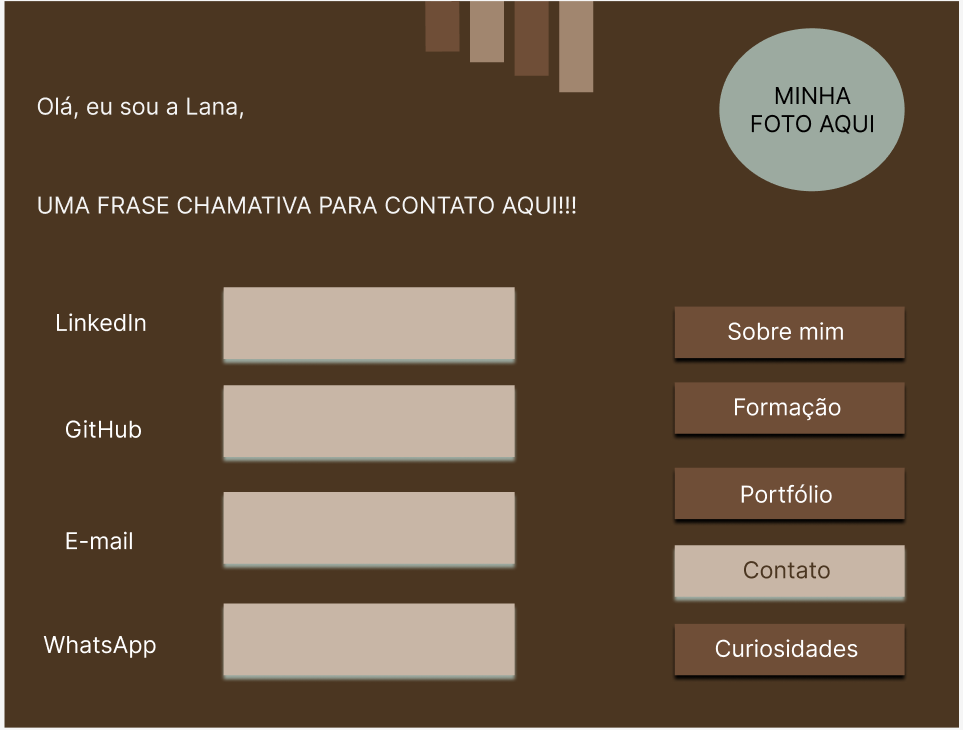 Olá, eu sou a Lana,
MINHA
FOTO AQUI
UMA FRASE CHAMATIVA PARA CONTATO AQUI!!!
LinkedIn
GitHub
E-mail
WhatsApp
Sobre mim
Formação
Portfólio
Contato
Curiosidades